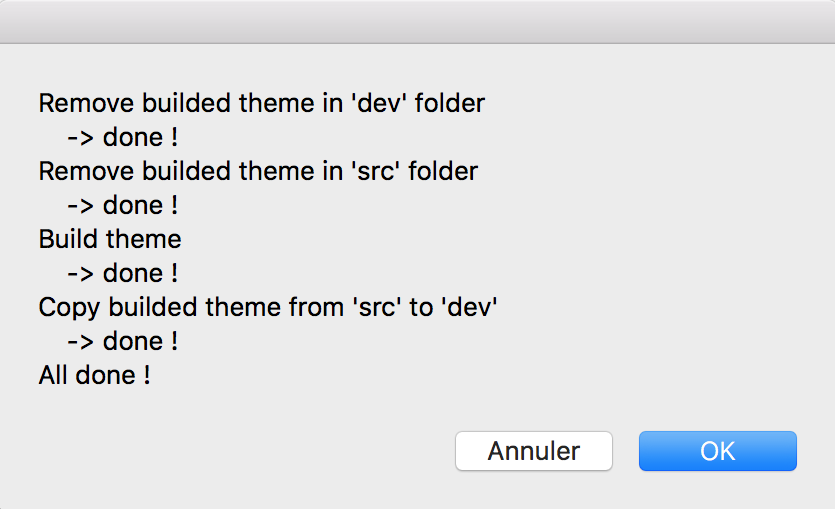 Remove builded theme in 'dev' folder
-> done !
Remove builded theme in 'src' folder
-> done !
Build theme
-> done !
Copy builded theme from 'src' to 'dev'
-> done !
All done !
Annuler OK